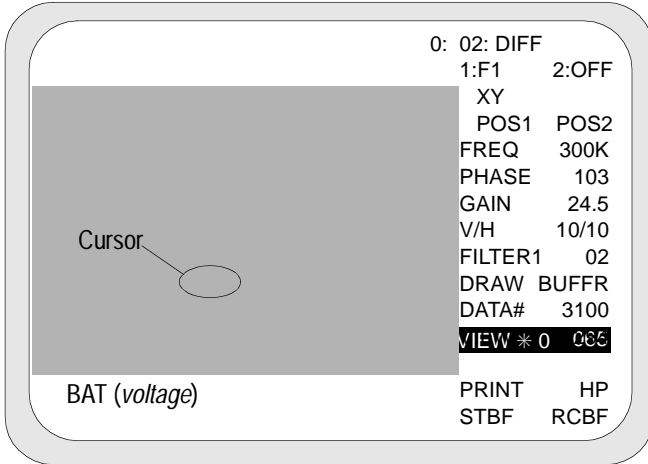 0: 02: DIFF
1:F1 2:OFF
XY
POS1 POS2
FREQ 300K
PHASE 103
GAIN 24.5
V/H 10/10
Cursor
FILTER1 02
DRAW BUFFR
DATA# 3100
VIEW ✳ 0
BAT (voltage)
PRINT HP
STBF RCBF